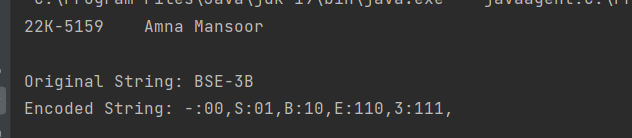 22K-5159    Amna Mansoor
Original String: BSE-3B
Encoded String: -:00,S:01,B:10,E:110,3:111,